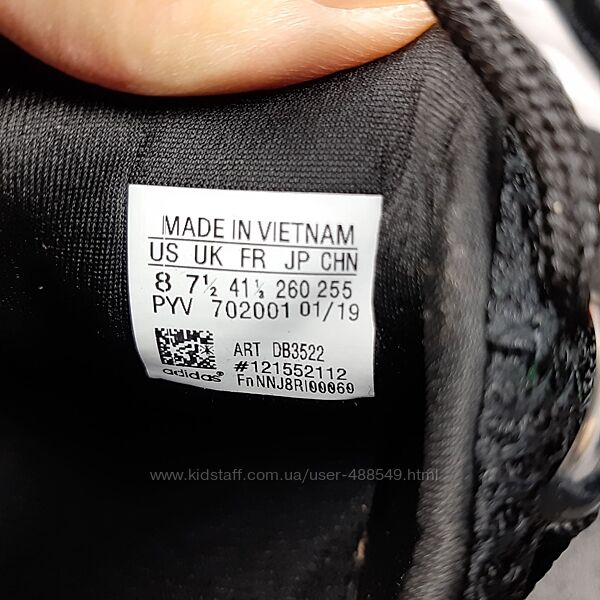 MADE IN VIETNAM
US UK FR JP CHN
8 7½ 41⅓ 260 255
PYV 702001 01/19
ART DB3522
#121552112
adidas FnNNJ8RI00060
www.kidstaff.com.ua/user-488549.html